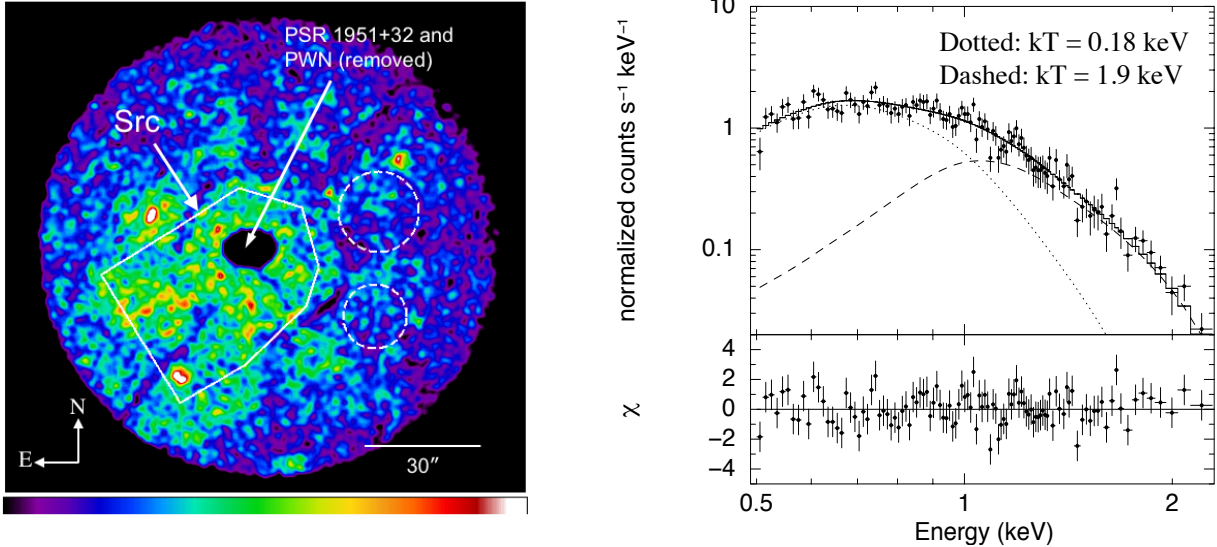 PSR 1951+32 and
PWN (removed)
Src
N
E
30″
Dotted: kT = 0.18 keV
Dashed: kT = 1.9 keV
normalized counts s⁻¹ keV⁻¹
10
1
0.1
χ
4
2
0
−2
−4
0.5
1
2
Energy (keV)